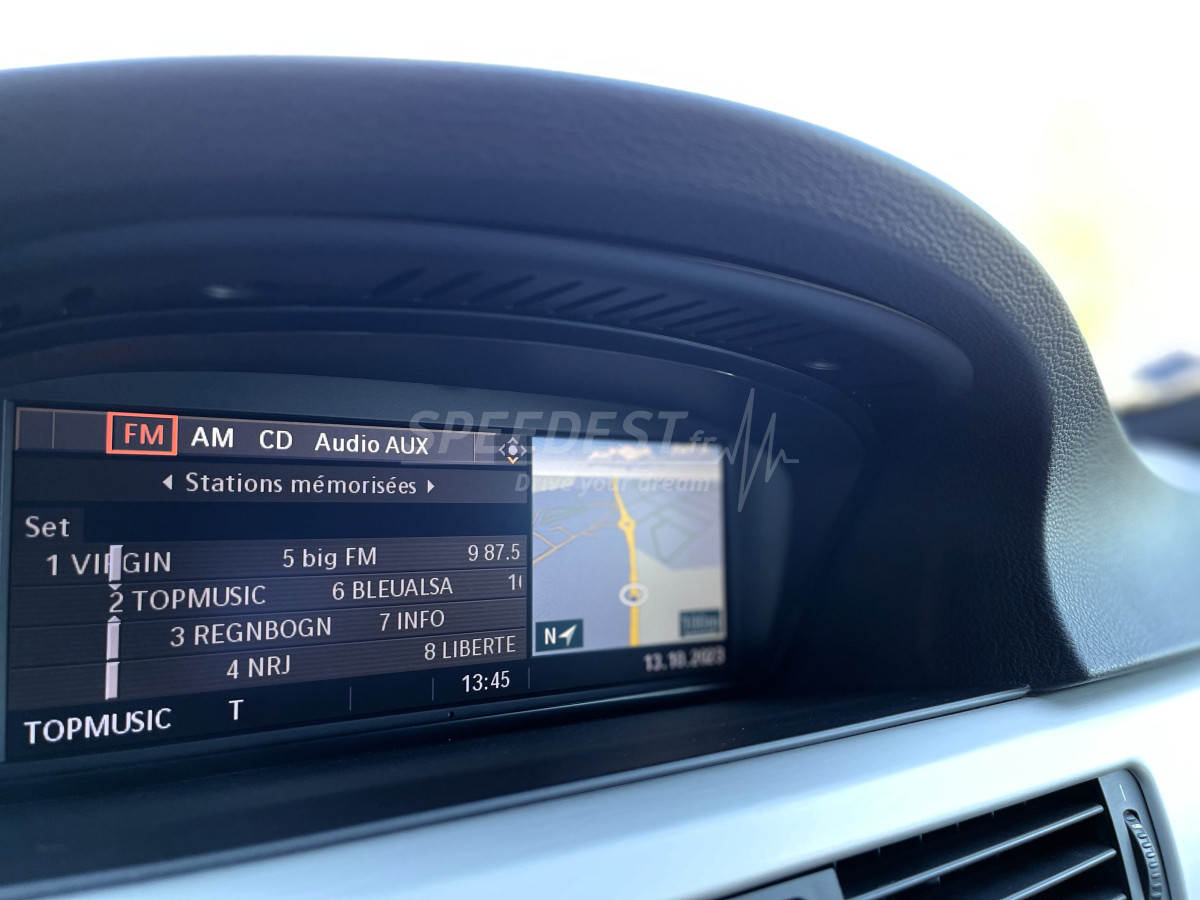 FM AM CD Audio AUX
Stations mémorisées
Set
1 VIRGIN 5 big FM 9 87.5
2 TOPMUSIC 6 BLEUALSA
3 REGNBOGN 7 INFO
4 NRJ 8 LIBERTE
TOPMUSIC T 13:45
N
13.10.2023
SPEEDEST.fr
Drive your dream